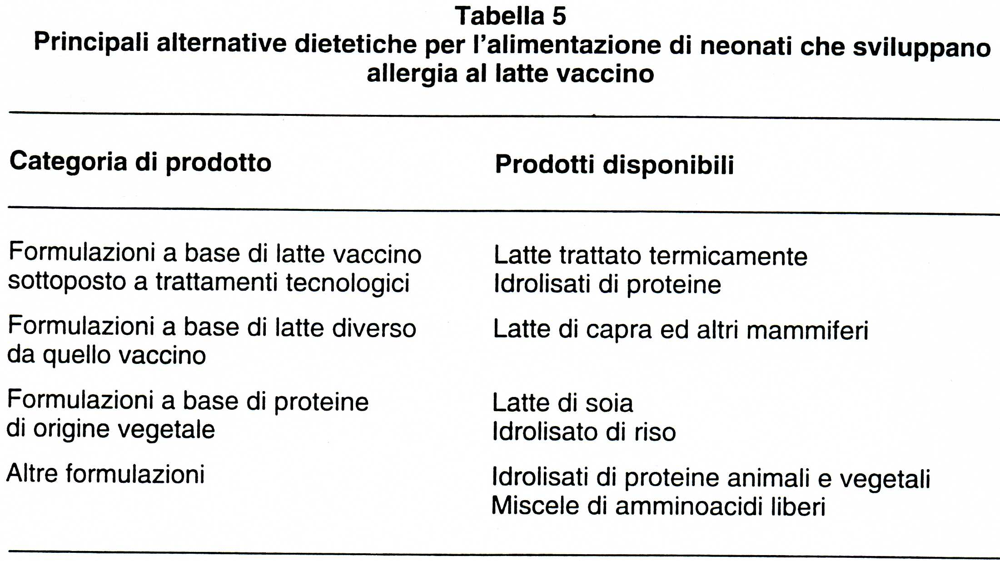 Tabella 5
Principali alternative dietetiche per l'alimentazione di neonati che sviluppano
allergia al latte vaccino
Categoria di prodotto
Prodotti disponibili
Formulazioni a base di latte vaccino
sottoposto a trattamenti tecnologici
Latte trattato termicamente
Idrolisati di proteine
Formulazioni a base di latte diverso
da quello vaccino
Latte di capra ed altri mammiferi
Formulazioni a base di proteine
di origine vegetale
Latte di soia
Idrolisato di riso
Altre formulazioni
Idrolisati di proteine animali e vegetali
Miscele di amminoacidi liberi